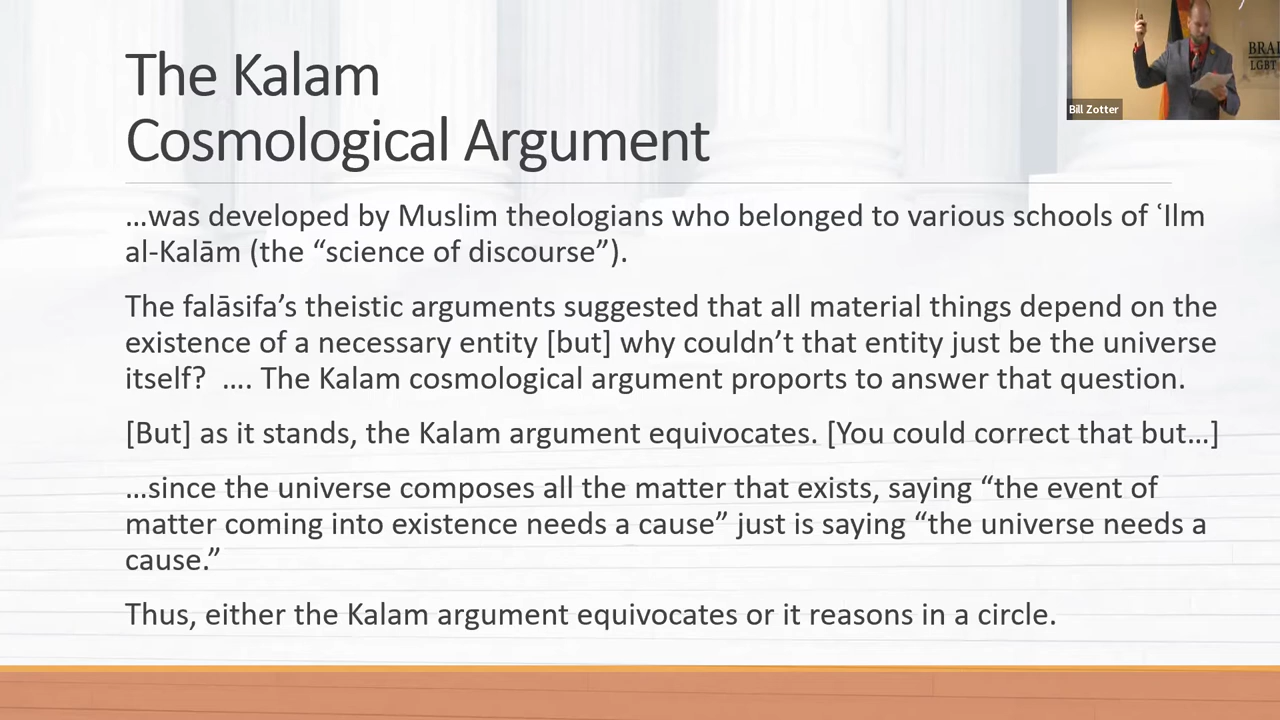 The Kalam
Cosmological Argument
...was developed by Muslim theologians who belonged to various schools of ʿIlm
al-Kalām (the “science of discourse”).
The falāsifa’s theistic arguments suggested that all material things depend on the
existence of a necessary entity [but] why couldn’t that entity just be the universe
itself?  .... The Kalam cosmological argument proports to answer that question.
[But] as it stands, the Kalam argument equivocates. [You could correct that but...]
...since the universe composes all the matter that exists, saying “the event of
matter coming into existence needs a cause” just is saying “the universe needs a
cause.”
Thus, either the Kalam argument equivocates or it reasons in a circle.
Bill Zotter
LGBT